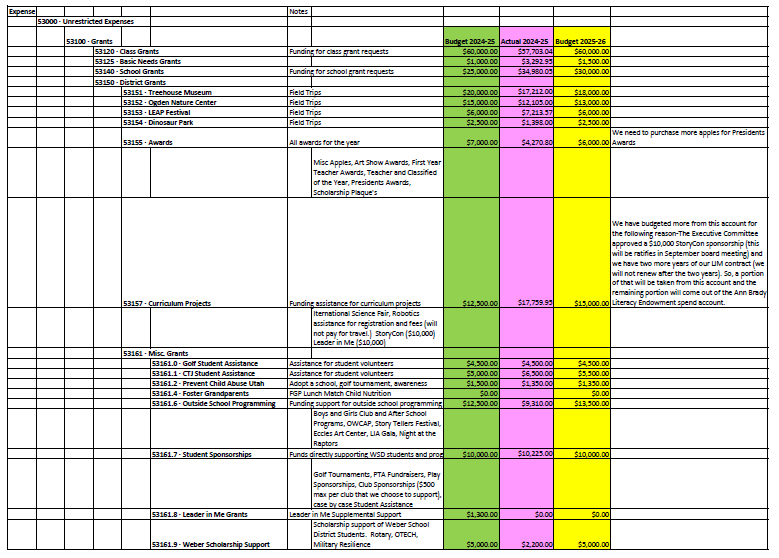 Expense Notes
53000 · Unrestricted Expenses
53100 · Grants Budget 2024-25 Actual 2024-25 Budget 2025-26
53120 · Class Grants Funding for class grant requests $60,000.00 $57,703.04 $60,000.00
53125 · Basic Needs Grants $1,000.00 $3,292.95 $1,500.00
53140 · School Grants Funding for school grant requests $25,000.00 $34,980.05 $30,000.00
53150 · District Grants
53151 · Treehouse Museum Field Trips $20,000.00 $17,212.00 $18,000.00
53152 · Ogden Nature Center Field Trips $15,000.00 $12,105.00 $13,000.00
53153 · LEAP Festival Field Trips $6,000.00 $7,213.57 $6,000.00
53154 · Dinosaur Park Field Trips $2,500.00 $1,398.00 $2,500.00
53155 · Awards All awards for the year $7,000.00 $4,270.80 $6,000.00
We need to purchase more apples for Presidents
Awards
Misc Apples, Art Show Awards, First Year
Teacher Awards, Teacher and Classified
of the Year, Presidents Awards,
Scholarship Plaque's
53157 · Curriculum Projects Funding assistance for curriculum projects $12,500.00 $17,759.95 $15,000.00
We have budgeted more from this account for
the following reason-The Executive Committee
approved a $10,000 StoryCon sponsorship (this
will be ratifies in September board meeting) and
we have two more years of our LIM contract (we
will not renew after the two years). So, a portion
of that will be taken from this account and the
remaining portion will come out of the Ann Brady
Literacy Endowment spend account.
Iternational Science Fair, Robotics
assistance for registration and fees (will
not pay for travel.) StoryCon ($10,000)
Leader in Me ($10,000)
53161 · Misc. Grants
53161.0 · Golf Student Assistance Assistance for student volunteers $4,500.00 $4,500.00 $4,500.00
53161.1 · CTJ Student Assistance Assistance for student volunteers $5,000.00 $6,500.00 $5,500.00
53161.2 · Prevent Child Abuse Utah Adopt a school, golf tournament, awareness $1,500.00 $1,350.00 $1,350.00
53161.4 · Foster Grandparents FGP Lunch Match Child Nutrition $0.00 $0.00
53161.6 · Outside School Programming Funding support for outside school programming $12,500.00 $9,310.00 $13,500.00
Boys and Girls Club and After School
Programs, OWCAP, Story Tellers Festival,
Eccles Art Center, LIA Gala, Night at the
Raptors
53161.7 · Student Sponsorships Funds directly supporting WSD students and prog $10,000.00 $10,225.00 $10,000.00
Golf Tournaments, PTA Fundraisers, Play
Sponsorships, Club Sponsorships ($500
max per club that we choose to support),
case by case Student Assistance
53161.8 · Leader in Me Grants Leader in Me Supplemental Support $1,300.00 $0.00 $0.00
53161.9 · Weber Scholarship Support $5,000.00 $2,200.00 $5,000.00
Scholarship support of Weber School
District Students. Rotary, OTECH,
Military Resilience